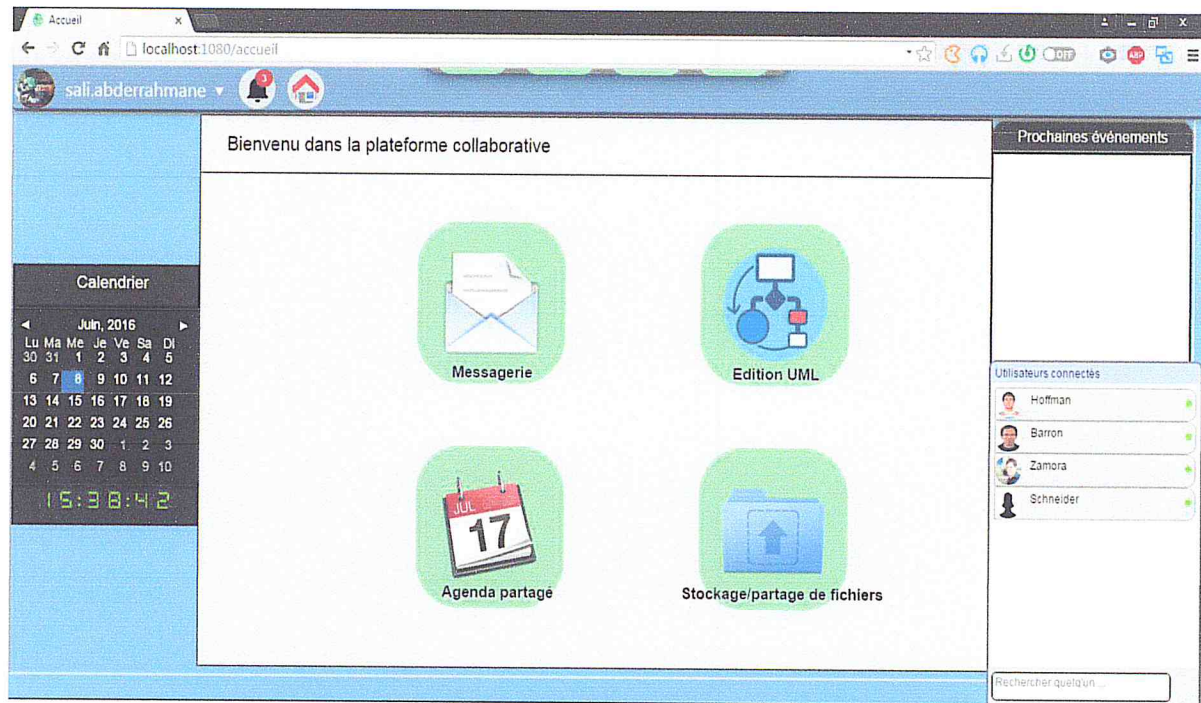 Accueil
localhost:1080/accueil
OFF
ABP
sali.abderrahmane
3
Bienvenu dans la plateforme collaborative
Prochaines événements
Calendrier
Juin, 2016
Lu Ma Me Je Ve Sa Di
30 31 1 2 3 4 5
6 7 8 9 10 11 12
13 14 15 16 17 18 19
20 21 22 23 24 25 26
27 28 29 30 1 2 3
4 5 6 7 8 9 10
15:38:42
Messagerie
Edition UML
JUL
17
Agenda partagé
Stockage/partage de fichiers
Utilisateurs connectés
Hoffman
Barron
Zamora
Schneider
Rechercher quelqu'un ...